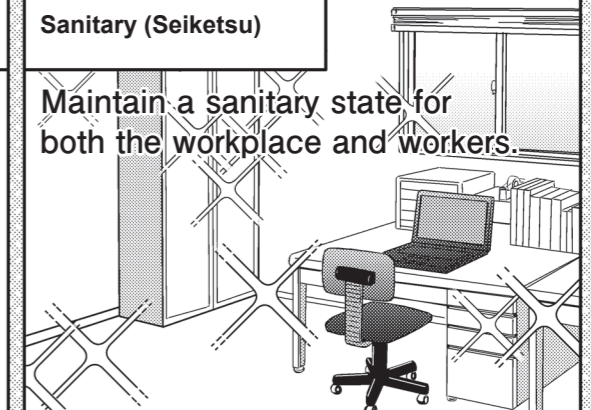 Sanitary (Seiketsu)
Maintain a sanitary state for
both the workplace and workers.